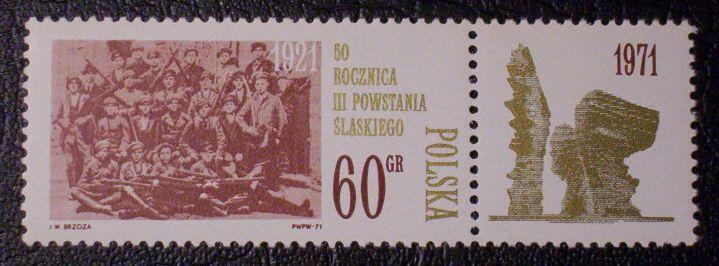 1921
50
ROCZNICA
III POWSTANIA
ŚLĄSKIEGO
60 GR
POLSKA
J.W. BRZOZA
PWPW-71
1971